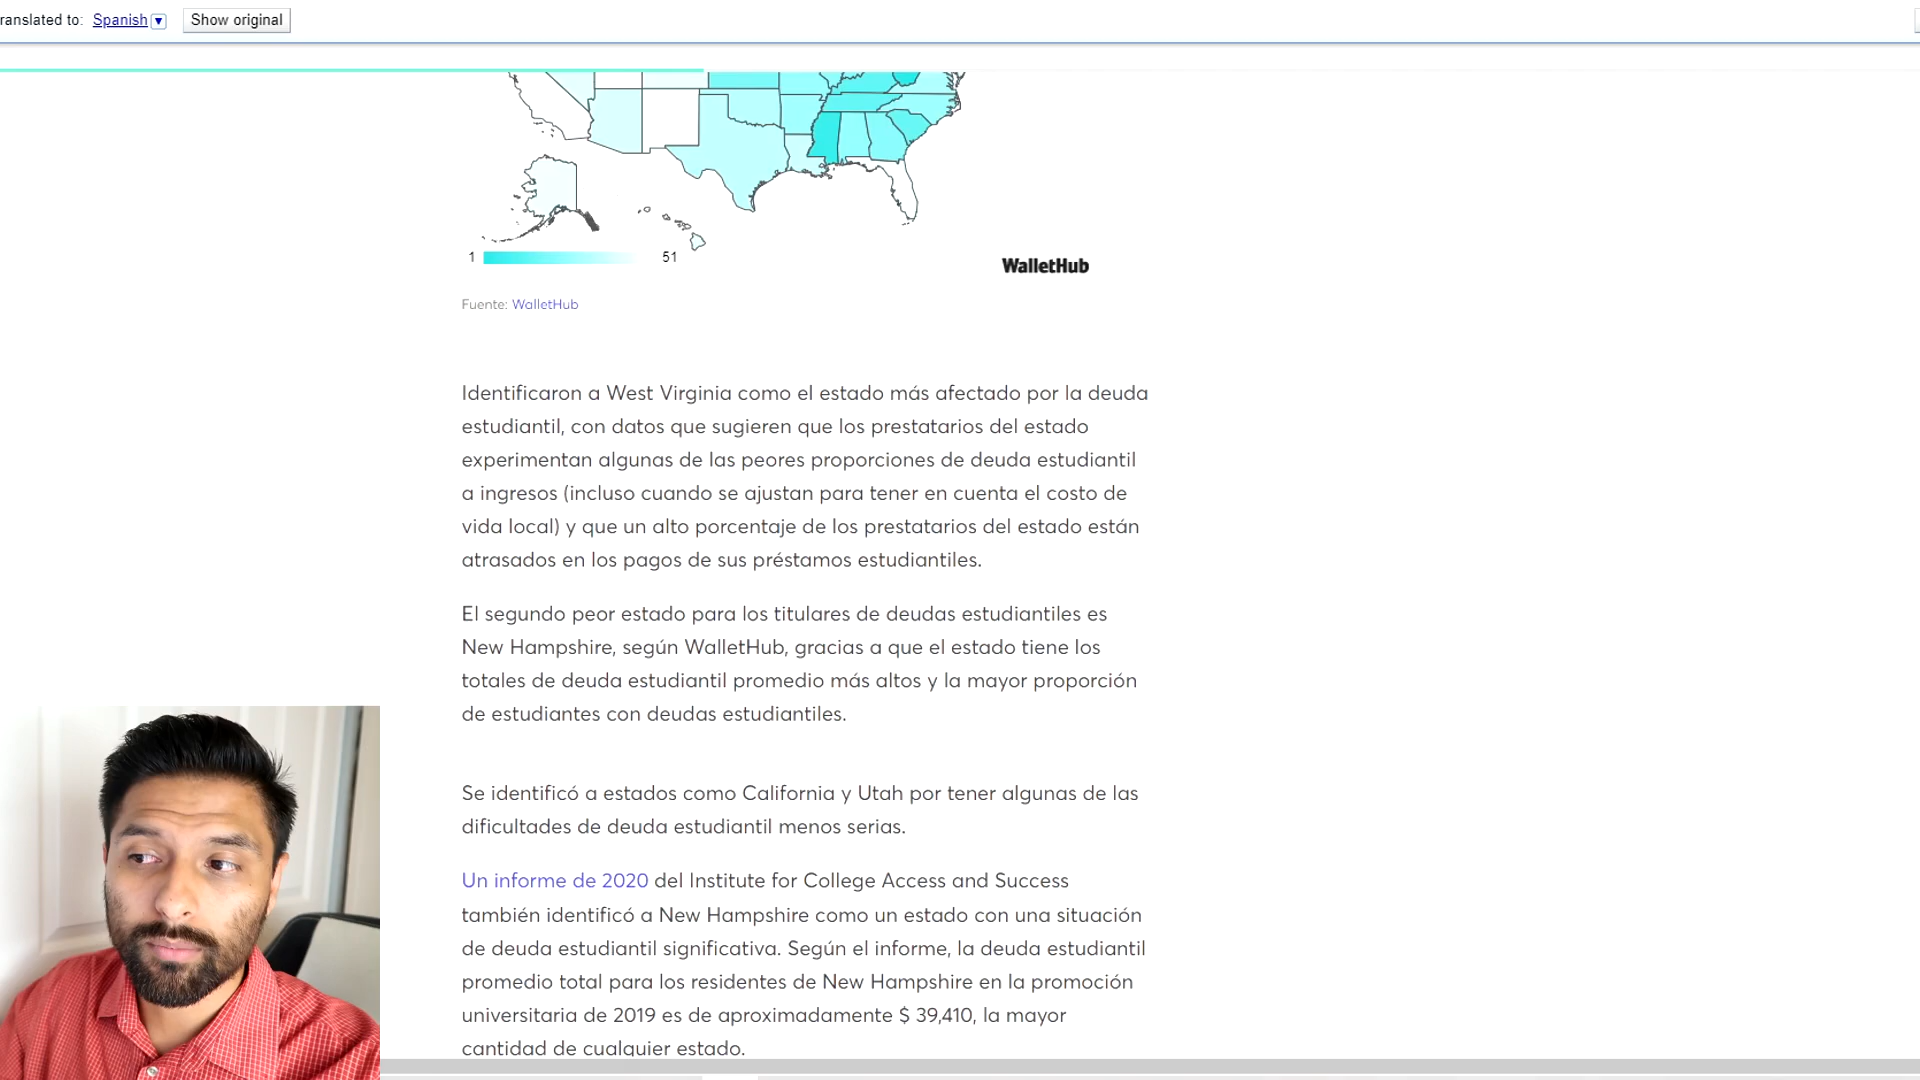 ranslated to: Spanish Show original
1 51
WalletHub
Fuente: WalletHub
Identificaron a West Virginia como el estado más afectado por la deuda
estudiantil, con datos que sugieren que los prestatarios del estado
experimentan algunas de las peores proporciones de deuda estudiantil
a ingresos (incluso cuando se ajustan para tener en cuenta el costo de
vida local) y que un alto porcentaje de los prestatarios del estado están
atrasados en los pagos de sus préstamos estudiantiles.
El segundo peor estado para los titulares de deudas estudiantiles es
New Hampshire, según WalletHub, gracias a que el estado tiene los
totales de deuda estudiantil promedio más altos y la mayor proporción
de estudiantes con deudas estudiantiles.
Se identificó a estados como California y Utah por tener algunas de las
dificultades de deuda estudiantil menos serias.
Un informe de 2020 del Institute for College Access and Success
también identificó a New Hampshire como un estado con una situación
de deuda estudiantil significativa. Según el informe, la deuda estudiantil
promedio total para los residentes de New Hampshire en la promoción
universitaria de 2019 es de aproximadamente $ 39,410, la mayor
cantidad de cualquier estado.